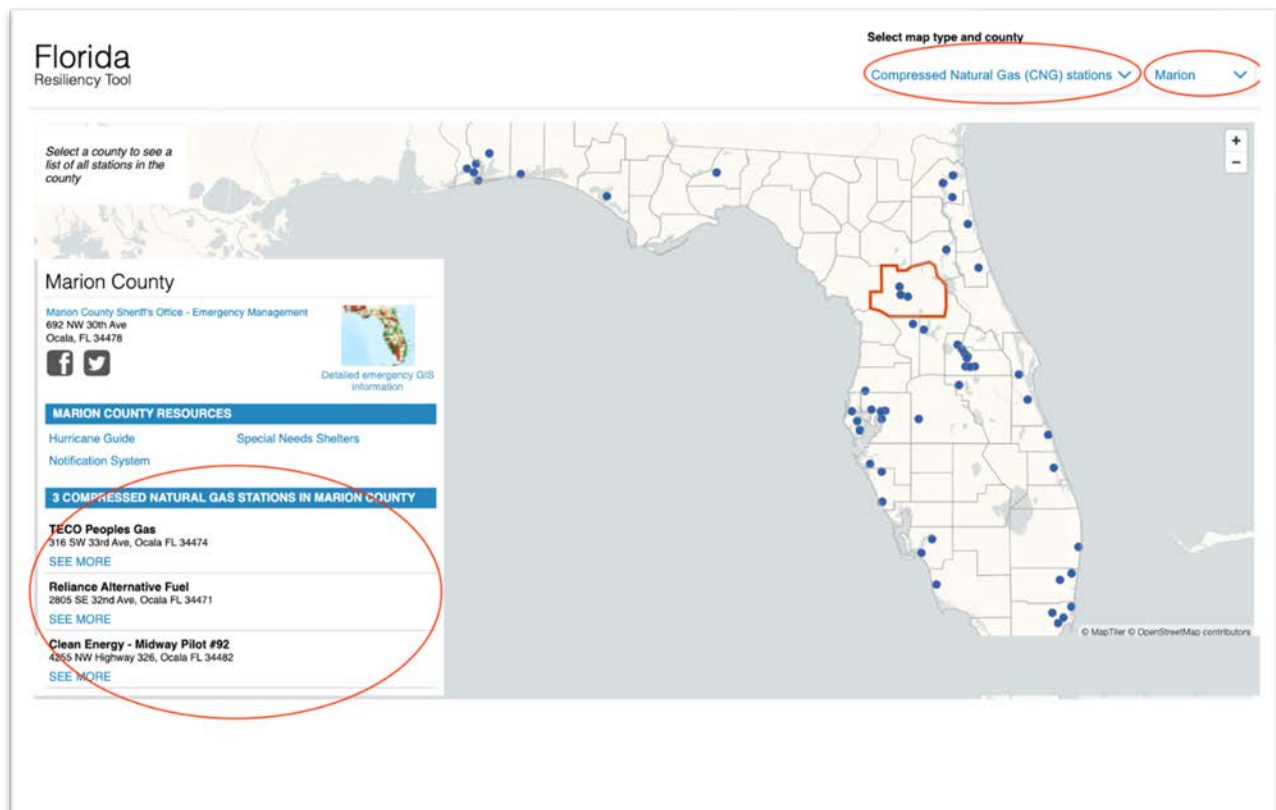 Florida
Resiliency Tool
Select map type and county
Compressed Natural Gas (CNG) stations
Marion
Select a county to see a
list of all stations in the
county
+
−
Marion County
Marion County Sheriff's Office - Emergency Management
692 NW 30th Ave
Ocala, FL 34478
Detailed emergency GIS
information
MARION COUNTY RESOURCES
Hurricane Guide
Special Needs Shelters
Notification System
3 COMPRESSED NATURAL GAS STATIONS IN MARION COUNTY
TECO Peoples Gas
316 SW 33rd Ave, Ocala FL 34474
SEE MORE
Reliance Alternative Fuel
2805 SE 32nd Ave, Ocala FL 34471
SEE MORE
Clean Energy - Midway Pilot #92
4255 NW Highway 326, Ocala FL 34482
SEE MORE
© MapTiler © OpenStreetMap contributors